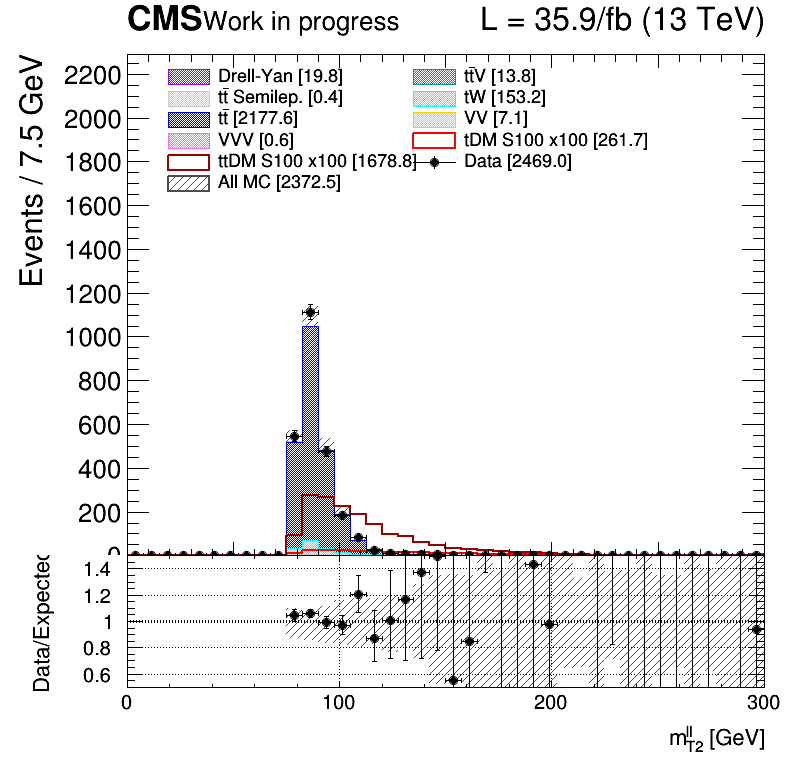 CMS Work in progress L = 35.9/fb (13 TeV)
Events / 7.5 GeV
2200
2000
1800
1600
1400
1200
1000
800
600
400
200
0
Drell-Yan [19.8]
tt̄ Semilep. [0.4]
tt̄ [2177.6]
VVV [0.6]
ttDM S100 x100 [1678.8]
All MC [2372.5]
tt̄V [13.8]
tW [153.2]
VV [7.1]
tDM S100 x100 [261.7]
Data [2469.0]
Data/Expected
1.4
1.2
1
0.8
0.6
0 100 200 300
m_{T2}^{ll} [GeV]